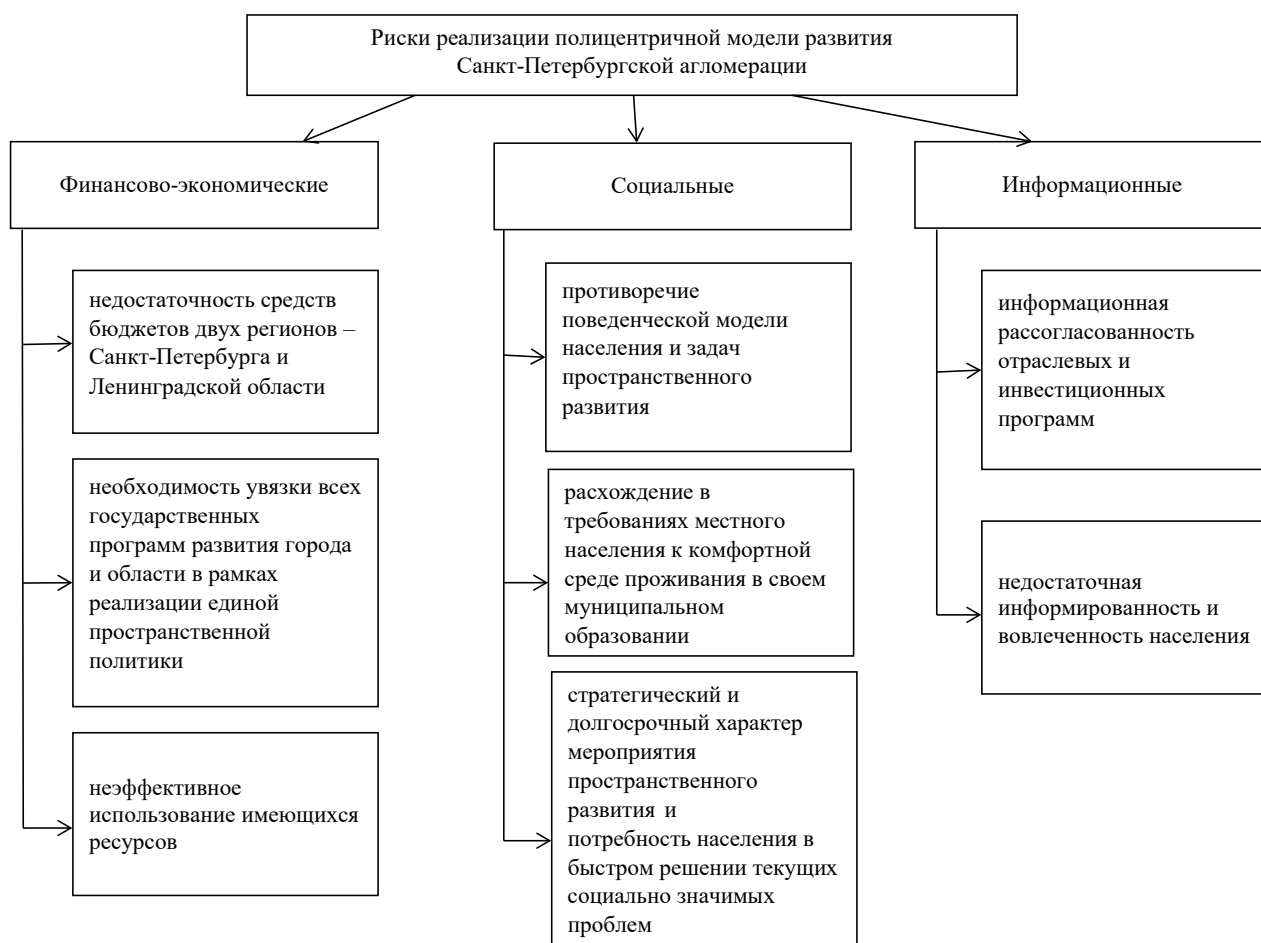 Риски реализации полицентричной модели развития
Санкт-Петербургской агломерации
Финансово-экономические
Социальные
Информационные
недостаточность средств
бюджетов двух регионов –
Санкт-Петербурга и
Ленинградской области
необходимость увязки всех
государственных
программ развития города
и области в рамках
реализации единой
пространственной
политики
неэффективное
использование имеющихся
ресурсов
противоречие
поведенческой модели
населения и задач
пространственного
развития
расхождение в
требованиях местного
населения к комфортной
среде проживания в своем
муниципальном
образовании
стратегический и
долгосрочный характер
мероприятия
пространственного
развития и
потребность населения в
быстром решении текущих
социально значимых
проблем
информационная
рассогласованность
отраслевых и
инвестиционных
программ
недостаточная
информированность и
вовлеченность населения